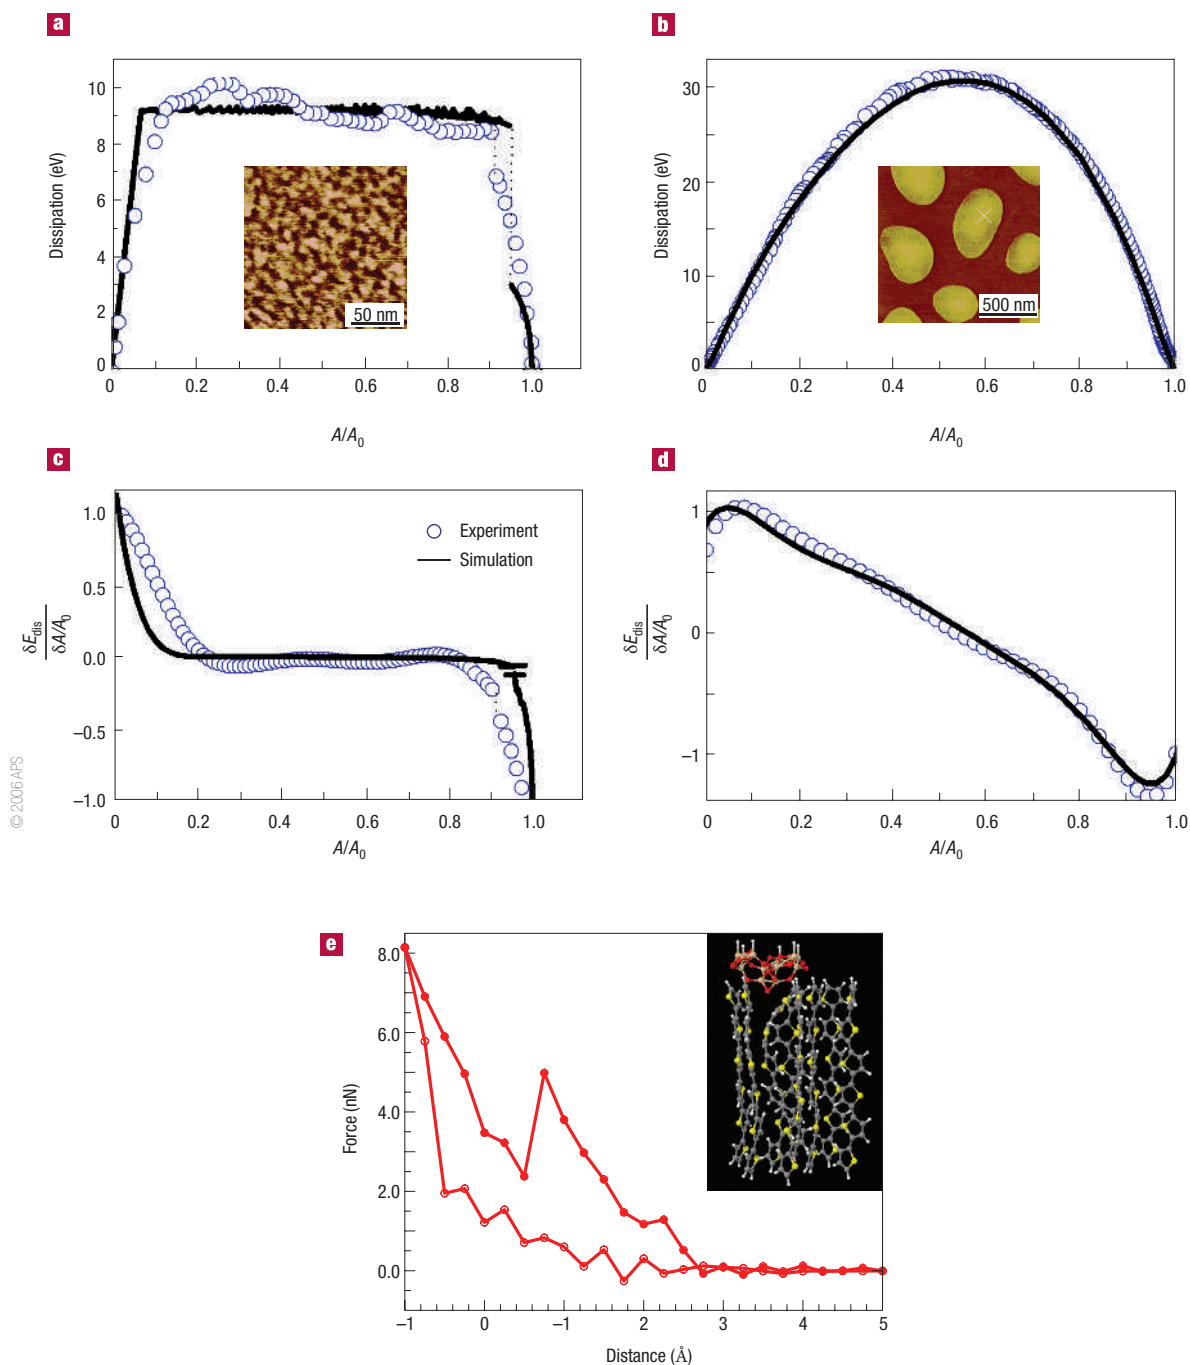 a
10
8
6
4
2
0
Dissipation (eV)
50 nm
0
0.2
0.4
0.6
0.8
1.0
A/A0
b
30
20
10
0
Dissipation (eV)
500 nm
0
0.2
0.4
0.6
0.8
1.0
A/A0
c
1.0
0.5
0.0
−0.5
−1.0
δEdis
δA/A0
Experiment
Simulation
0
0.2
0.4
0.6
0.8
1.0
A/A0
d
1
0
−1
δEdis
δA/A0
0
0.2
0.4
0.6
0.8
1.0
A/A0
© 2006 APS
e
8.0
6.0
4.0
2.0
0.0
Force (nN)
−1
0
−1
2
3
4
5
Distance (Å)